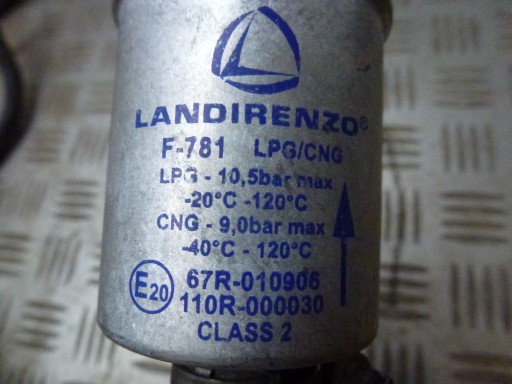 LANDIRENZO®
F-781 LPG/CNG
LPG - 10,5bar max
-20°C -120°C
CNG - 9,0bar max
-40°C - 120°C
E20 67R-010906
110R-000030
CLASS 2